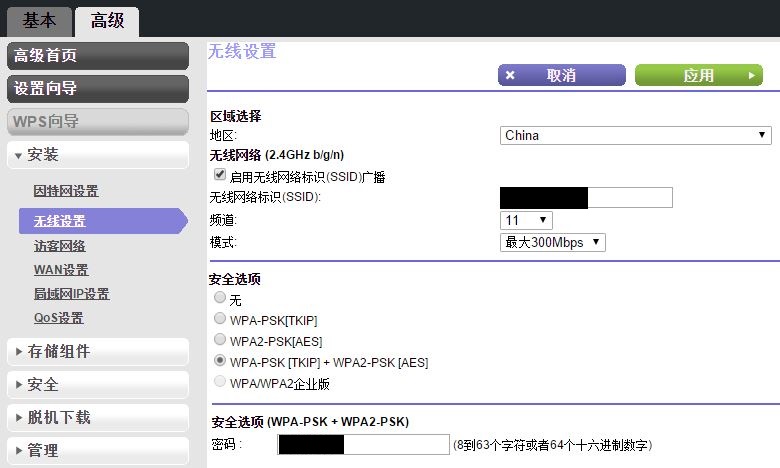 基本
高级
高级首页
设置向导
WPS向导
安装
因特网设置
无线设置
访客网络
WAN设置
局域网IP设置
QoS设置
存储组件
安全
脱机下载
管理
无线设置
取消
应用
区域选择
地区:
China
无线网络 (2.4GHz b/g/n)
启用无线网络标识(SSID)广播
无线网络标识(SSID):
频道:
11
模式:
最大300Mbps
安全选项
无
WPA-PSK[TKIP]
WPA2-PSK[AES]
WPA-PSK [TKIP] + WPA2-PSK [AES]
WPA/WPA2企业版
安全选项 (WPA-PSK + WPA2-PSK)
密码 :
(8到63个字符或者64个十六进制数字)